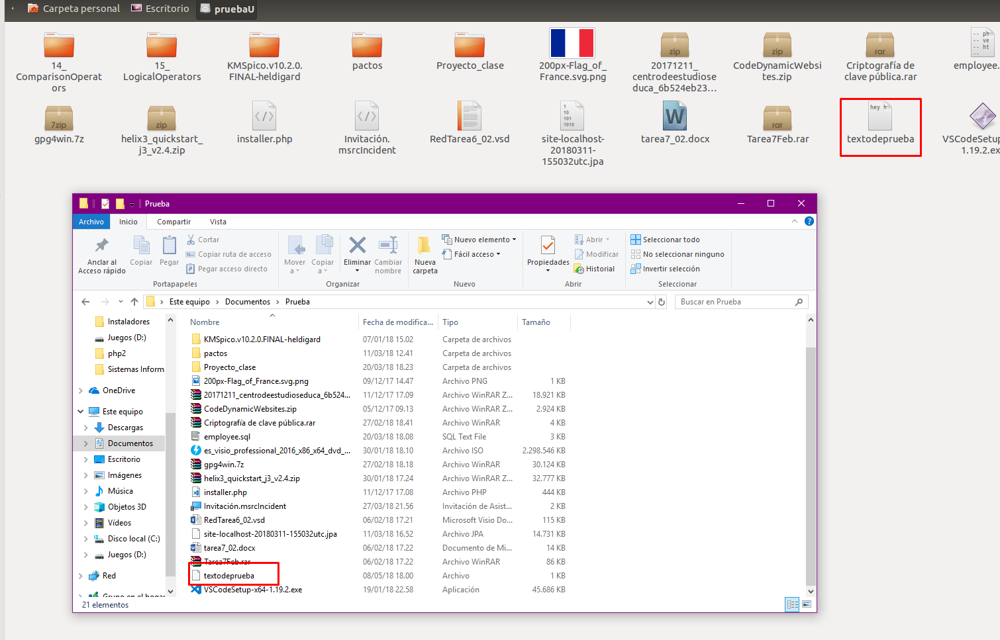 Carpeta personal
Escritorio
pruebaU
14_
ComparisonOperat
ors
15_
LogicalOperators
KMSpico.v10.2.0.
FINAL-heldigard
pactos
Proyecto_clase
200px-Flag_of_
France.svg.png
zip
20171211_
centrodeestudiose
duca_6b524eb23...
zip
CodeDynamicWebsi
tes.zip
rar
Criptografía de
clave pública.rar
-- ph
-- ve
-- ht
--
employee.
7zip
gpg4win.7z
zip
helix3_quickstart_
j3_v2.4.zip
</>
installer.php
</>
Invitación.
msrcIncident
RedTarea6_02.vsd
1
10
101
1010
site-localhost-
20180311-
155032utc.jpa
W
tarea7_02.docx
rar
Tarea7Feb.rar
hey h
textodeprueba
VSCodeSetup
1.19.2.ex
Prueba
Archivo
Inicio
Compartir
Vista
Anclar al
Acceso rápido
Copiar
Pegar
Cortar
Copiar ruta de acceso
Pegar acceso directo
Portapapeles
Mover
a
Copiar
a
Eliminar
Cambiar
nombre
Organizar
Nueva
carpeta
Nuevo elemento
Fácil acceso
Nuevo
Propiedades
Abrir
Modificar
Historial
Abrir
Seleccionar todo
No seleccionar ninguno
Invertir selección
Seleccionar
Este equipo > Documentos > Prueba
Buscar en Prueba
Instaladores
Juegos (D:)
php2
Sistemas Inform
OneDrive
Este equipo
Descargas
Documentos
Escritorio
Imágenes
Música
Objetos 3D
Vídeos
Disco local (C:)
Juegos (D:)
Red
Grupo en el hogar
Nombre Fecha de modifica... Tipo Tamaño
KMSpico.v10.2.0.FINAL-heldigard 07/01/18 15.02 Carpeta de archivos
pactos 11/03/18 12.41 Carpeta de archivos
Proyecto_clase 20/03/18 18.23 Carpeta de archivos
200px-Flag_of_France.svg.png 09/12/17 14.47 Archivo PNG 1 KB
20171211_centrodeestudioseduca_6b524... 11/12/17 17.09 Archivo WinRAR Z... 18.921 KB
CodeDynamicWebsites.zip 05/12/17 09.13 Archivo WinRAR Z... 2.924 KB
Criptografía de clave pública.rar 27/02/18 18.41 Archivo WinRAR 4 KB
employee.sql 20/03/18 18.08 SQL Text File 3 KB
es_visio_professional_2016_x86_x64_dvd_... 30/01/18 18.10 Archivo ISO 2.298.546 KB
gpg4win.7z 27/02/18 18.18 Archivo WinRAR 30.124 KB
helix3_quickstart_j3_v2.4.zip 30/01/18 17.24 Archivo WinRAR Z... 32.777 KB
installer.php 11/12/17 17.08 Archivo PHP 444 KB
Invitación.msrcIncident 27/03/18 21.56 Invitación de Asist... 2 KB
RedTarea6_02.vsd 06/02/18 17.21 Microsoft Visio Do... 115 KB
site-localhost-20180311-155032utc.jpa 11/03/18 16.52 Archivo JPA 14.731 KB
tarea7_02.docx 06/02/18 17.22 Documento de Mi... 14 KB
Tarea7Feb.rar 06/02/18 17.22 Archivo WinRAR 86 KB
textodeprueba 08/05/18 18.00 Archivo 1 KB
VSCodeSetup-x64-1.19.2.exe 19/01/18 22.58 Aplicación 45.686 KB
21 elementos